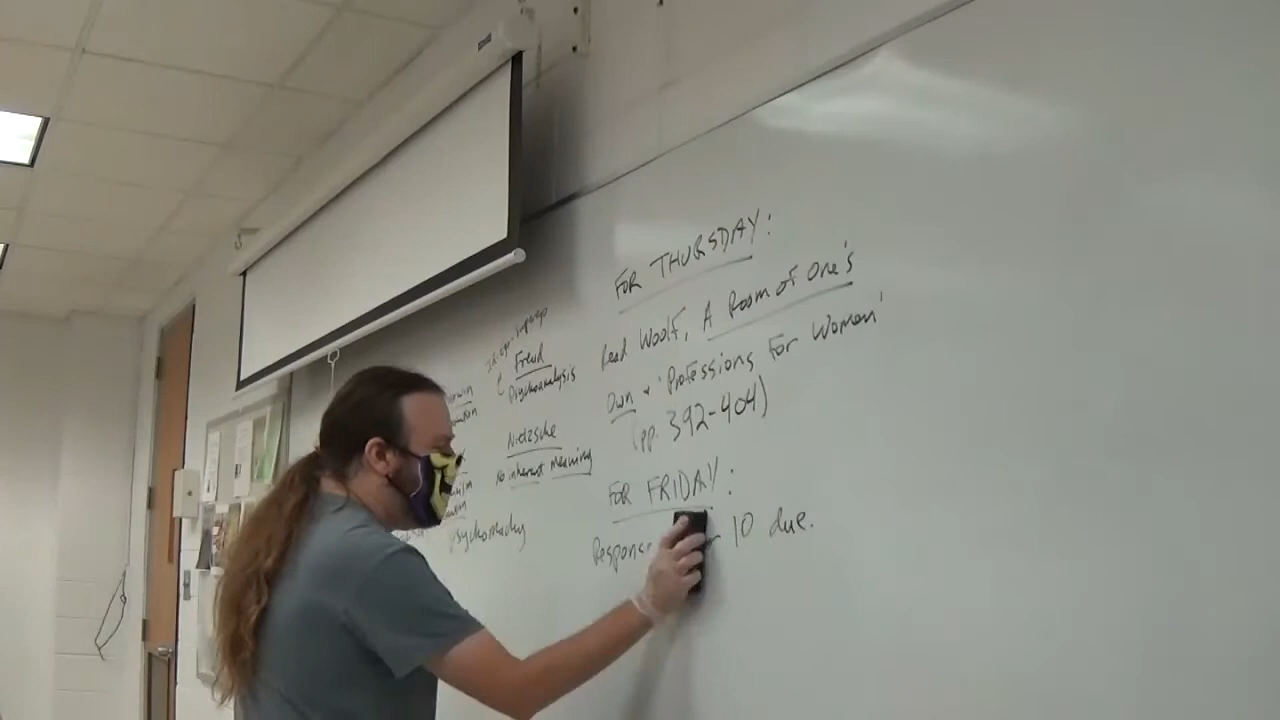 FOR THURSDAY:
Read Woolf, A Room of One's
Own + 'Professions for Women'
(pp. 392-404)
FOR FRIDAY:
Response 10 due.
Freud
Psychoanalysis
Nietzsche
no inherent meaning
psychomachy